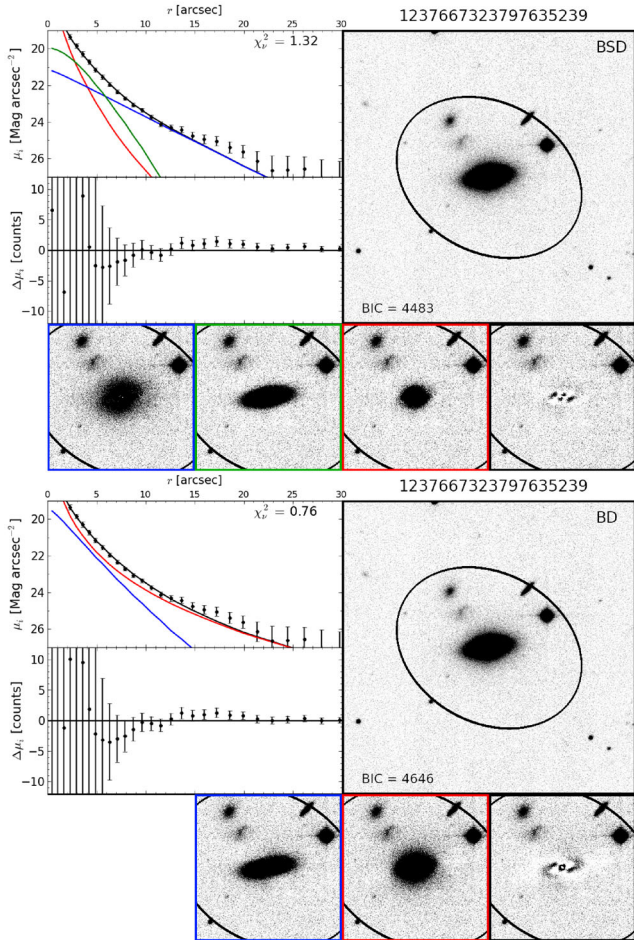 r [arcsec]
1237667323797635239
0 5 10 15 20 25 30
χ²ν = 1.32
BSD
μi [Mag arcsec−2]
20
22
24
26
Δμi [counts]
10
5
0
−5
−10
BIC = 4483
r [arcsec]
1237667323797635239
0 5 10 15 20 25 30
χ²ν = 0.76
BD
μi [Mag arcsec−2]
20
22
24
26
Δμi [counts]
10
5
0
−5
−10
BIC = 4646